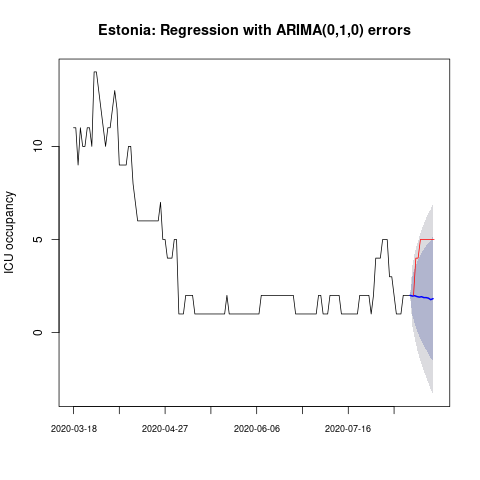 Estonia: Regression with ARIMA(0,1,0) errors
ICU occupancy
10
5
0
2020-03-18 2020-04-27 2020-06-06 2020-07-16